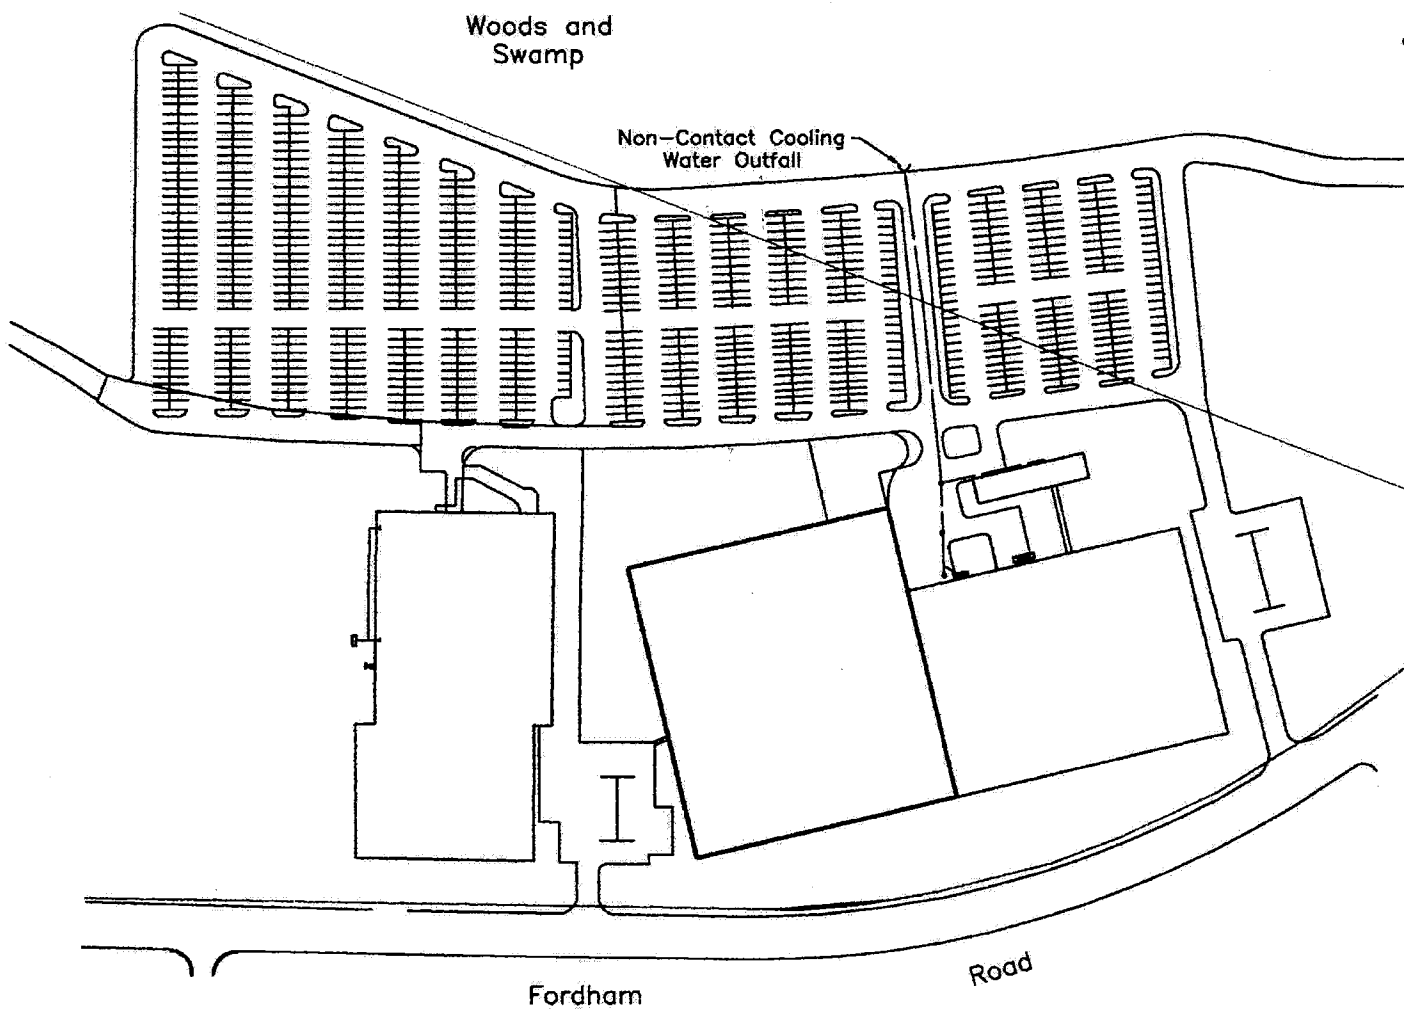 Woods and
Swamp
Non-Contact Cooling
Water Outfall
Fordham
Road